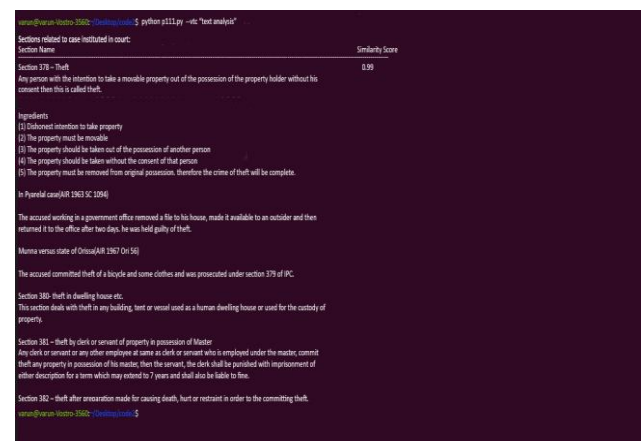 varun@varun-Vostro-3560:~/Desktop/code2$ python p111.py --vtc "text analysis"
Sections related to case instituted in court:
Section Name Similarity Score
Section 378 – Theft 0.99
Any person with the intention to take a movable property out of the possession of the property holder without his
consent then this is called theft.
Ingredients
(1) Dishonest intention to take property
(2) The property must be movable
(3) The property should be taken out of the possession of another person
(4) The property should be taken without the consent of that person
(5) The property must be removed from original possession. therefore the crime of theft will be complete.
In Pyarelal case(AIR 1963 SC 1094)
The accused working in a government office removed a file to his house, made it available to an outsider and then
returned it to the office after two days. he was held guilty of theft.
Munna versus state of Orissa(AIR 1967 Ori 56)
The accused committed theft of a bicycle and some clothes and was prosecuted under section 379 of IPC.
Section 380- theft in dwelling house etc.
This section deals with theft in any building, tent or vessel used as a human dwelling house or used for the custody of
property.
Section 381 – theft by clerk or servant of property in possession of Master
Any clerk or servant or any other employee at same as clerk or servant who is employed under the master, commit
theft any property in possession of his master, then the servant, the clerk shall be punished with imprisonment of
either description for a term which may extend to 7 years and shall also be liable to fine.
Section 382 – theft after preparation made for causing death, hurt or restraint in order to the committing theft.
varun@varun-Vostro-3560:~/Desktop/code2$